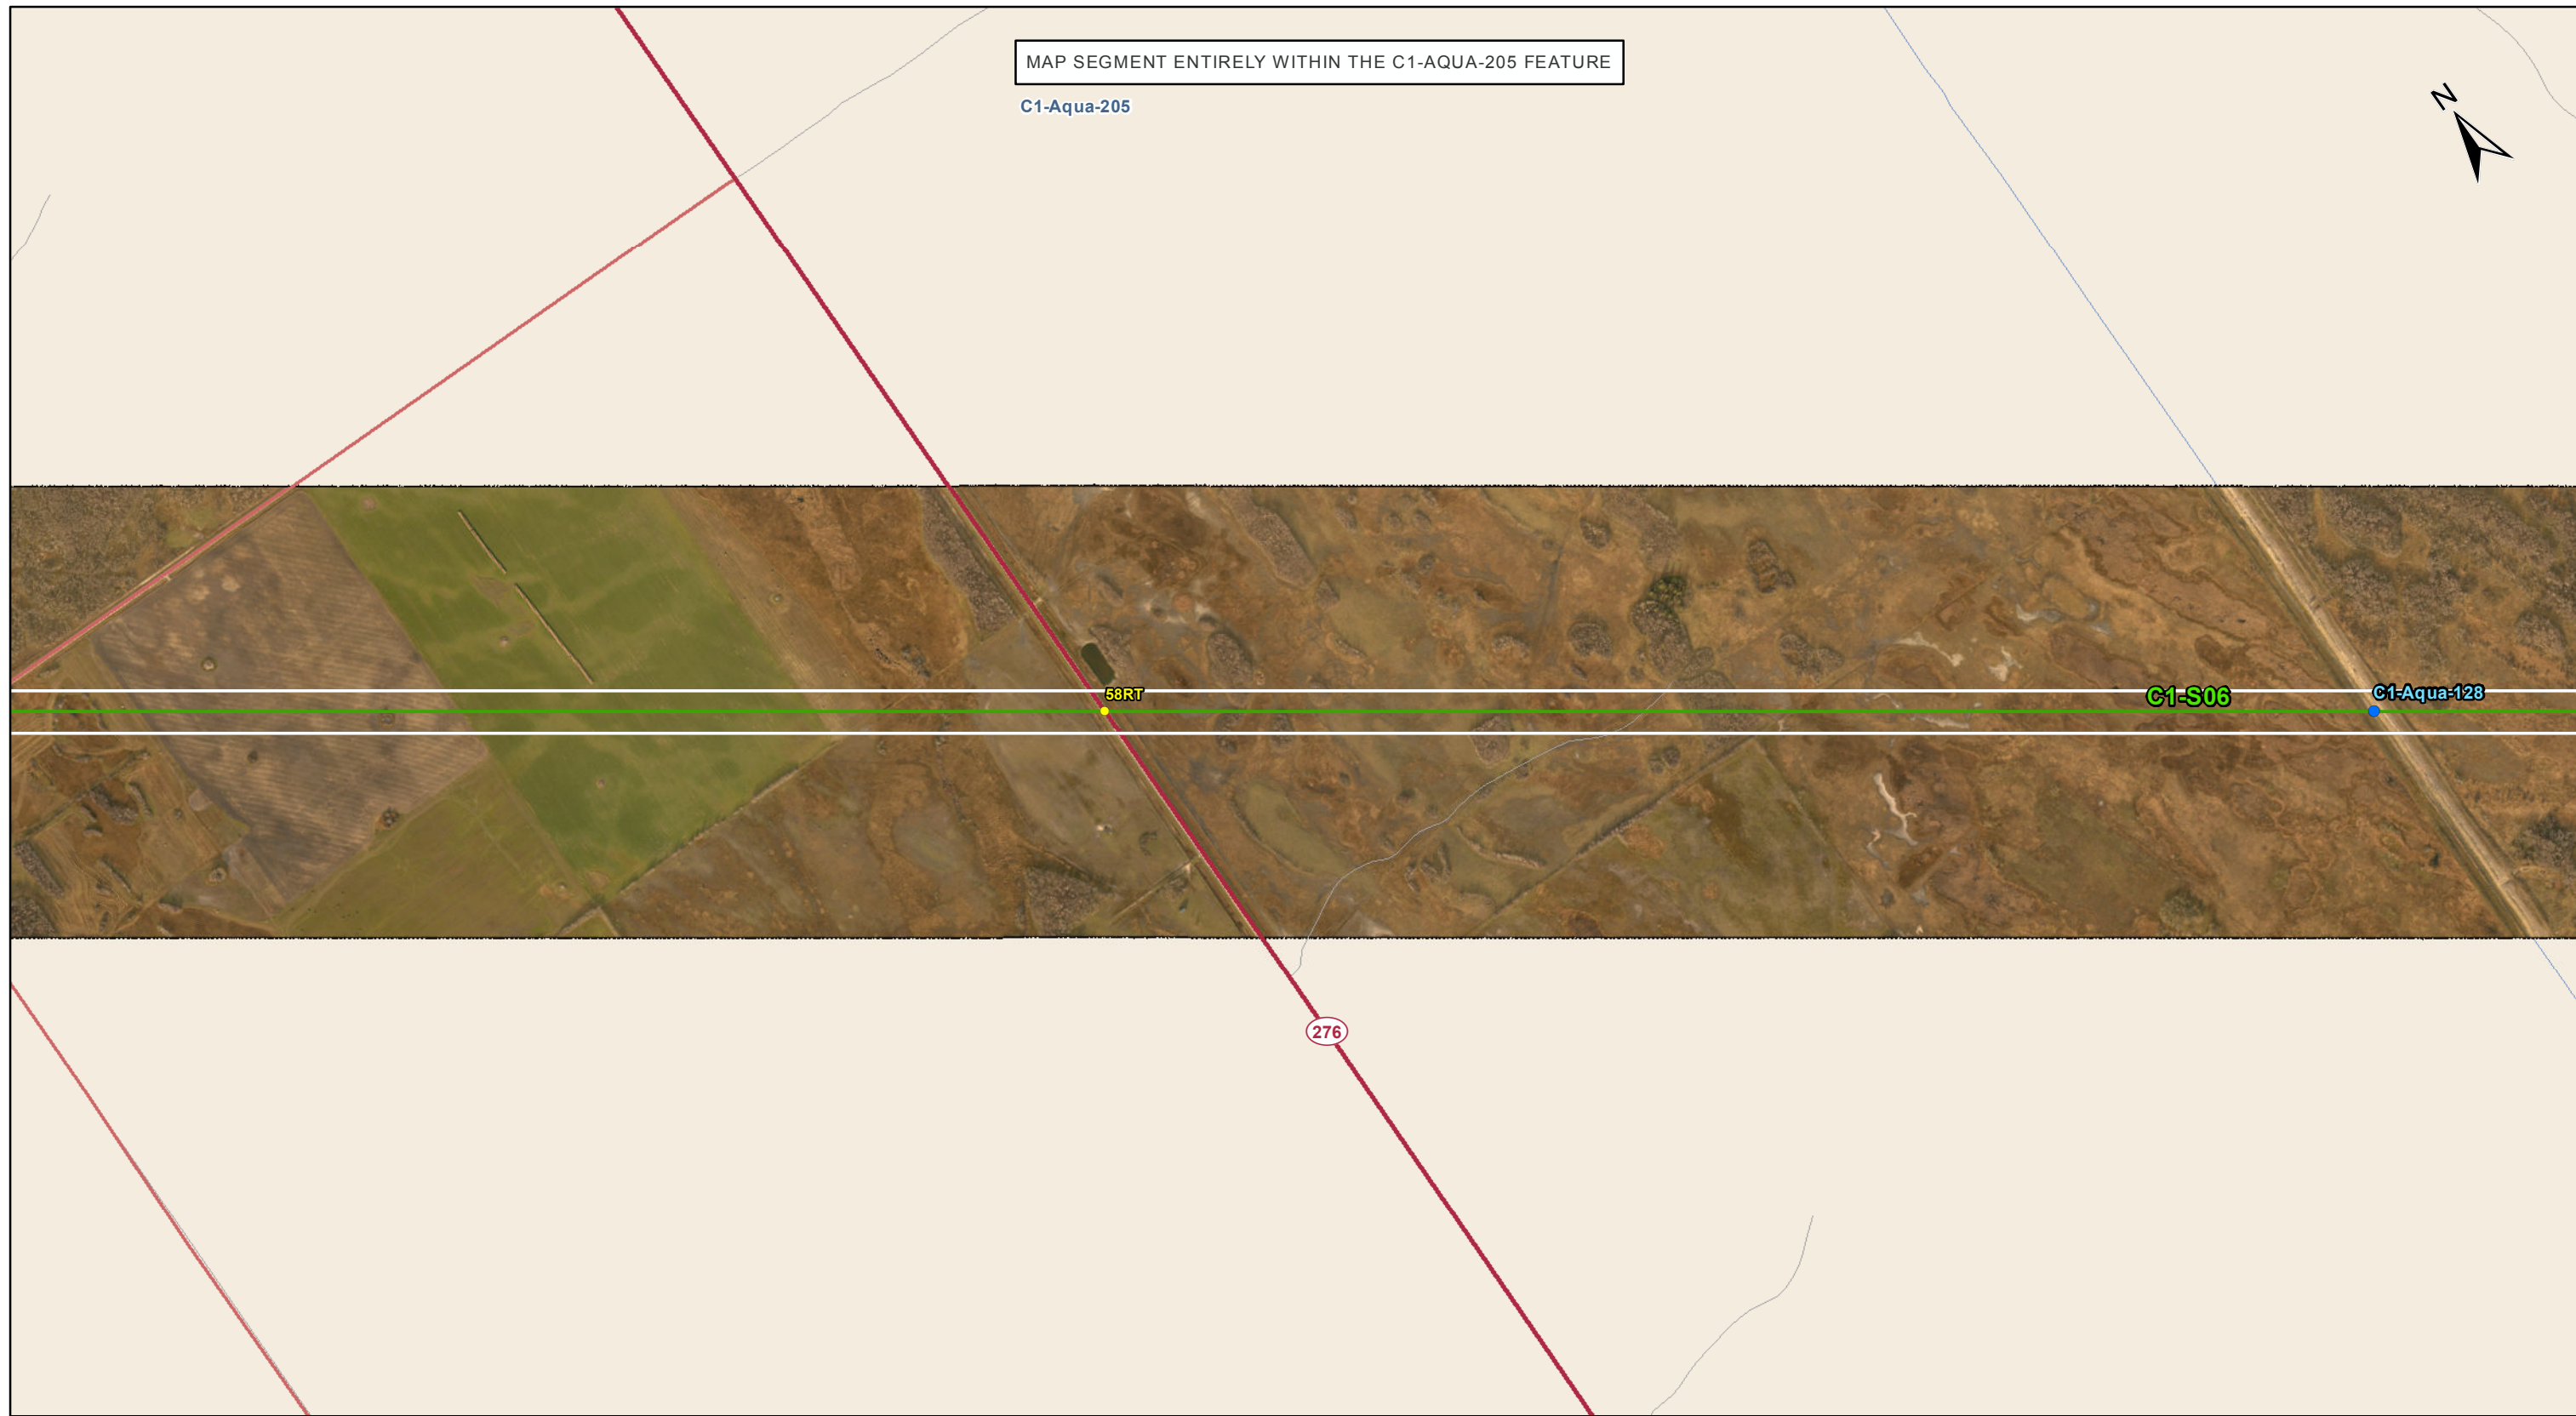 MAP SEGMENT ENTIRELY WITHIN THE C1-AQUA-205 FEATURE
C1-Aqua-205
N
58RT
C1-S06
C1-Aqua-128
276